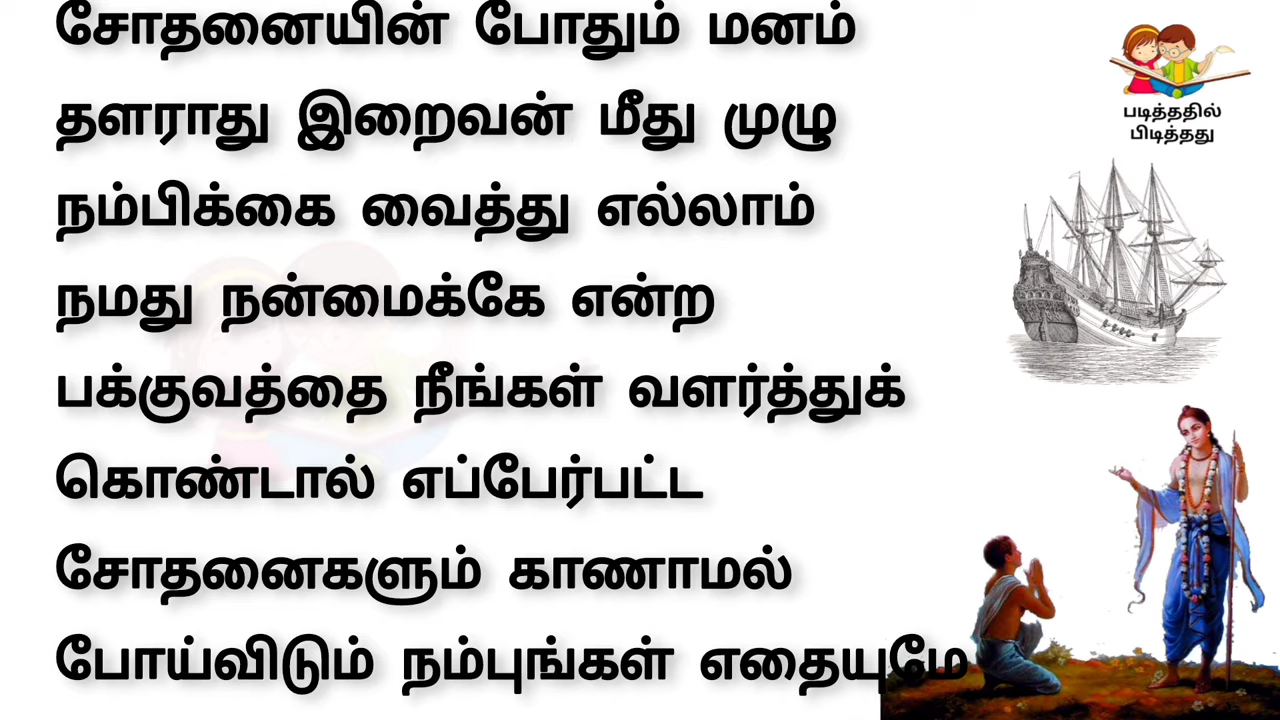 சோதனையின் போதும் மனம்
தளராது இறைவன் மீது முழு
நம்பிக்கை வைத்து எல்லாம்
நமது நன்மைக்கே என்ற
பக்குவத்தை நீங்கள் வளர்த்துக்
கொண்டால் எப்பேர்பட்ட
சோதனைகளும் காணாமல்
போய்விடும் நம்புங்கள் எதையுமே
படித்ததில்
பிடித்தது